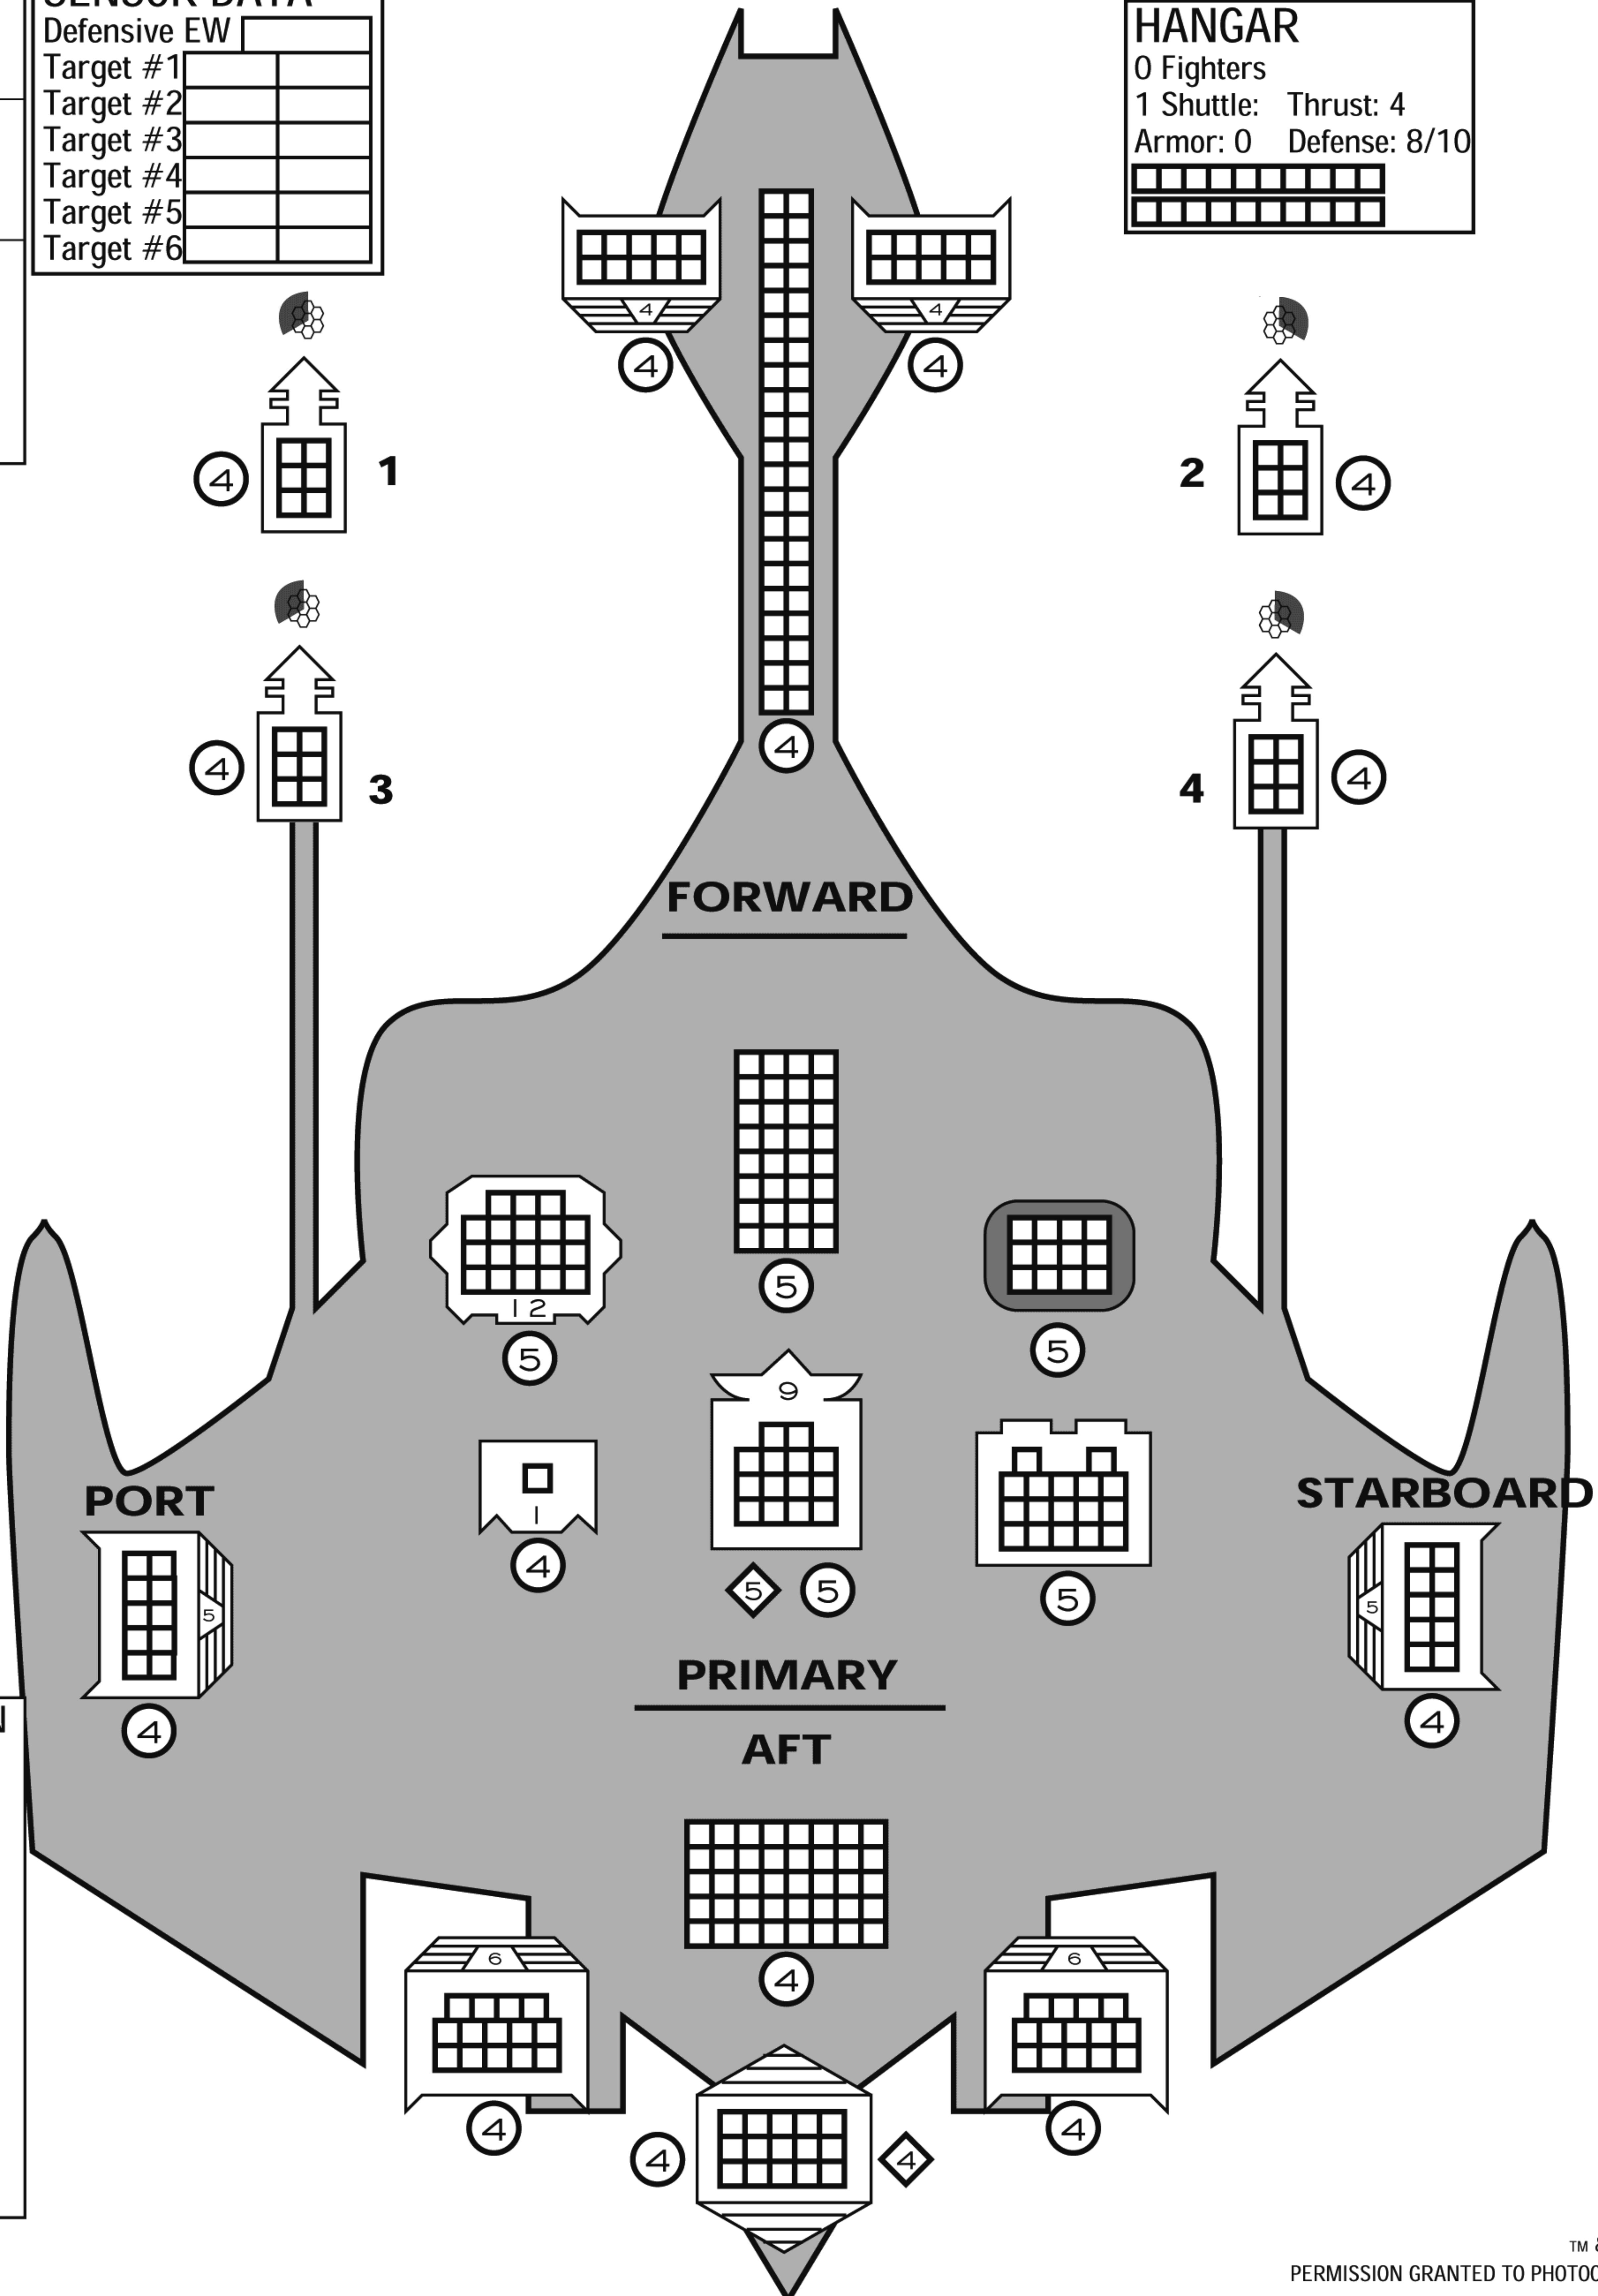 SENSOR DATA
Defensive EW
Target #1
Target #2
Target #3
Target #4
Target #5
Target #6
HANGAR
0 Fighters
1 Shuttle: Thrust: 4
Armor: 0 Defense: 8/10
4 4
4 4
4 1
2 4
4 3
4 4
4
FORWARD
12
5
5
5
9
1
4
5 5
5
PORT
STARBOARD
5
4
5
4
PRIMARY
AFT
4
6
4
6
4
4 4
TM
PERMISSION GRANTED TO